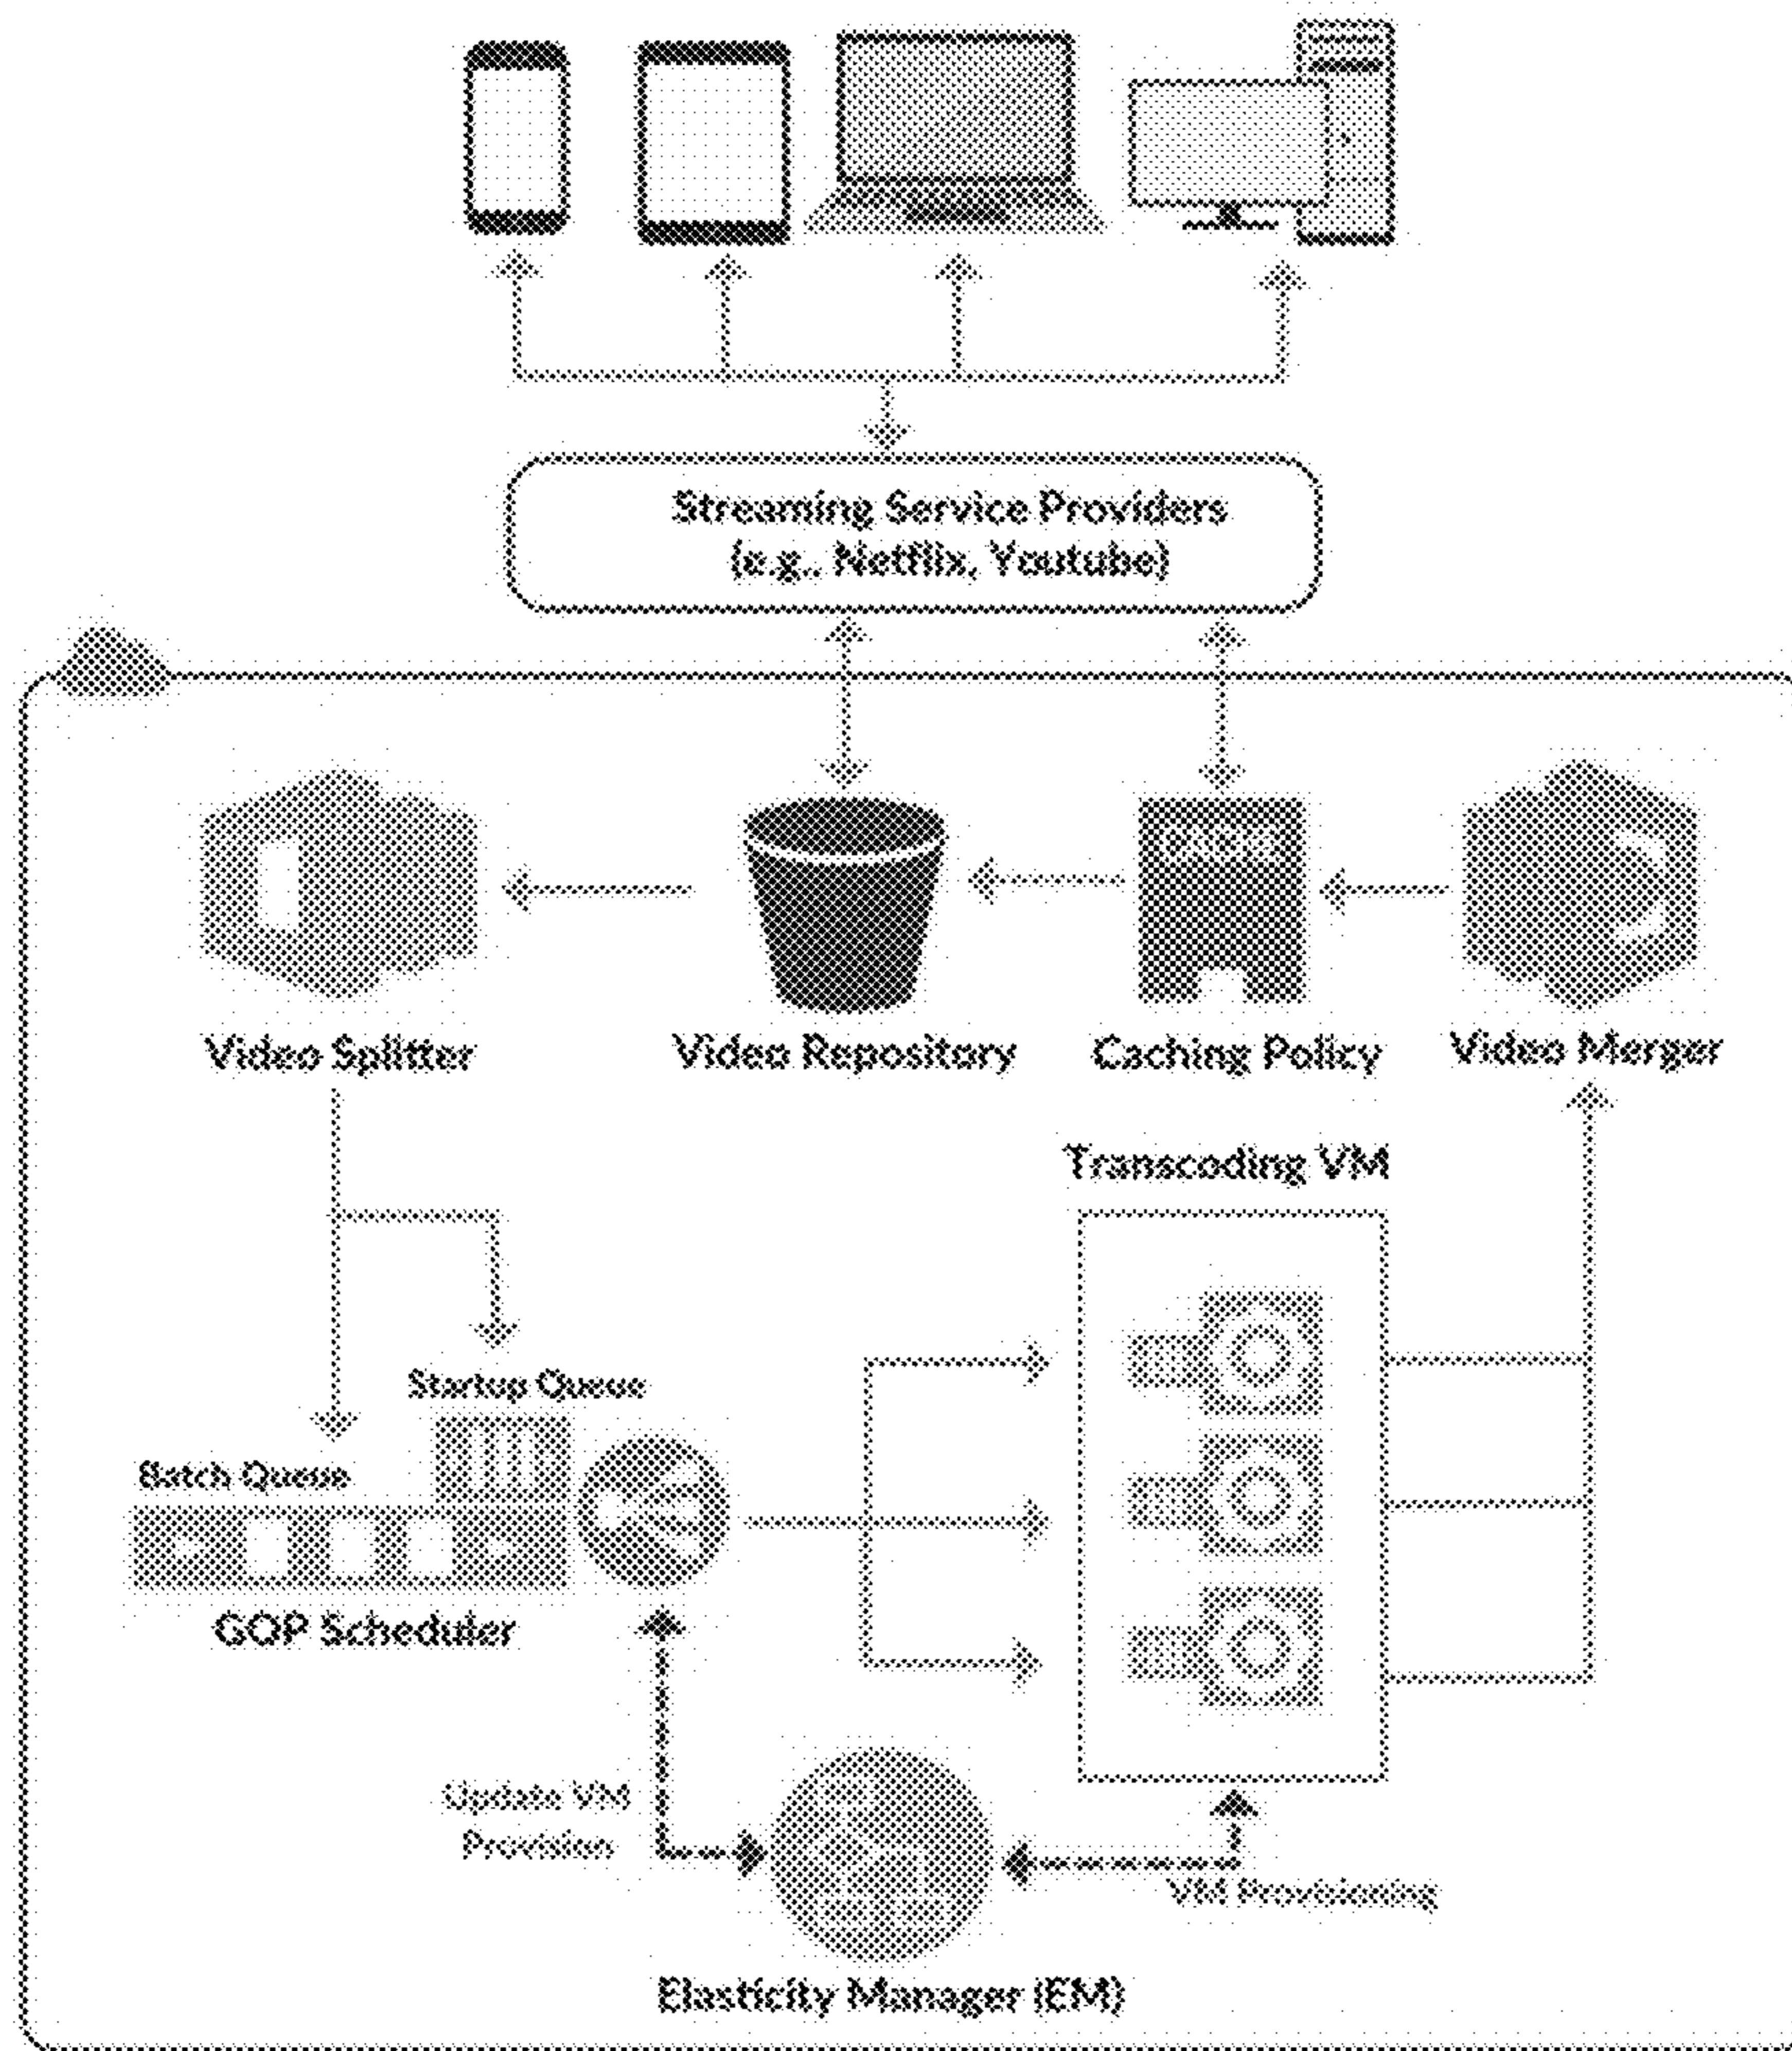 Streaming Service Providers
(e.g., Netflix, Youtube)
Video Splitter
Video Repository
Caching Policy
Video Merger
Transcoding VM
Startup Queue
Batch Queue
GOP Scheduler
Update VM
Provision
VM Provisioning
Elasticity Manager (EM)